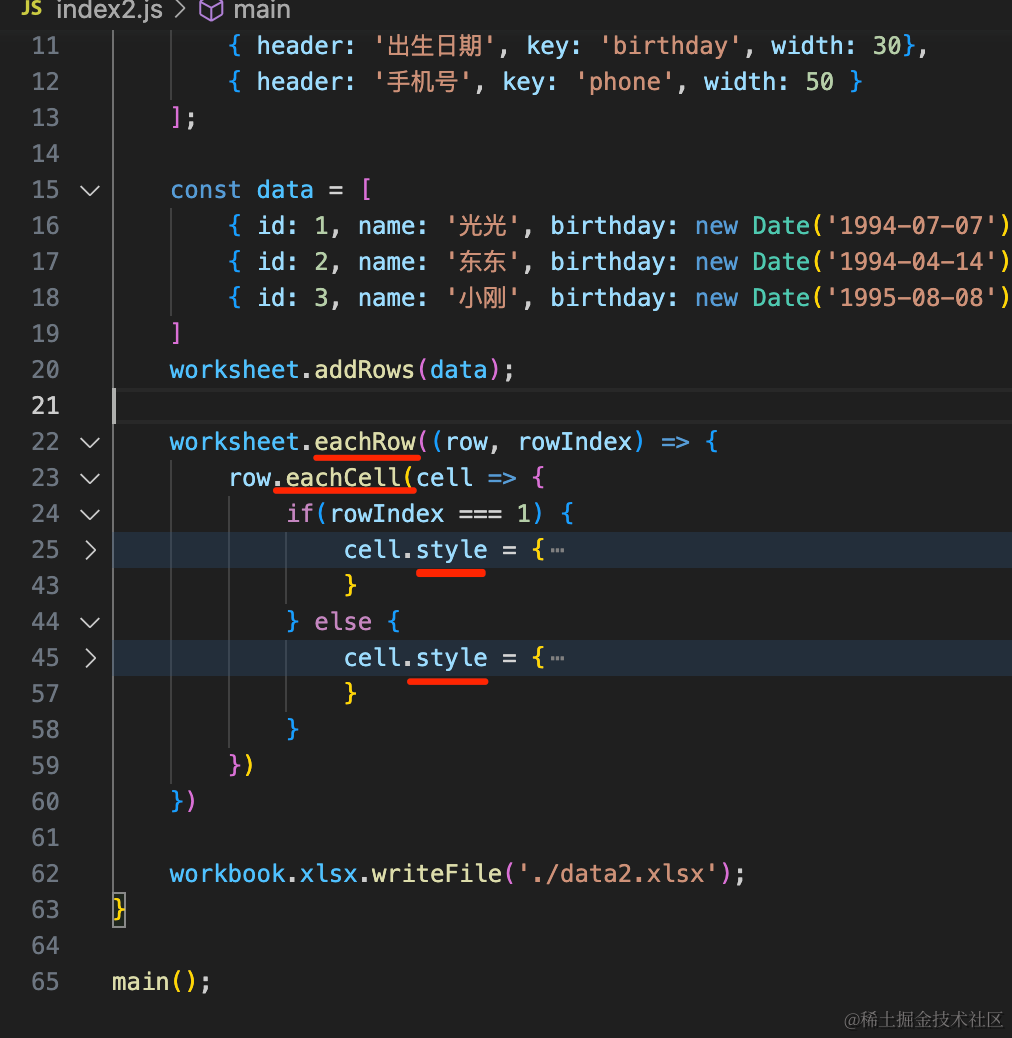 JS index2.js > main
11 { header: '出生日期', key: 'birthday', width: 30},
12 { header: '手机号', key: 'phone', width: 50 }
13 ];
14
15 const data = [
16 { id: 1, name: '光光', birthday: new Date('1994-07-07')
17 { id: 2, name: '东东', birthday: new Date('1994-04-14')
18 { id: 3, name: '小刚', birthday: new Date('1995-08-08')
19 ]
20 worksheet.addRows(data);
21
22 worksheet.eachRow((row, rowIndex) => {
23 row.eachCell(cell => {
24 if(rowIndex === 1) {
25 cell.style = {⋯
43 }
44 } else {
45 cell.style = {⋯
57 }
58 }
59 })
60 })
61
62 workbook.xlsx.writeFile('./data2.xlsx');
63 }
64
65 main();
@稀土掘金技术社区